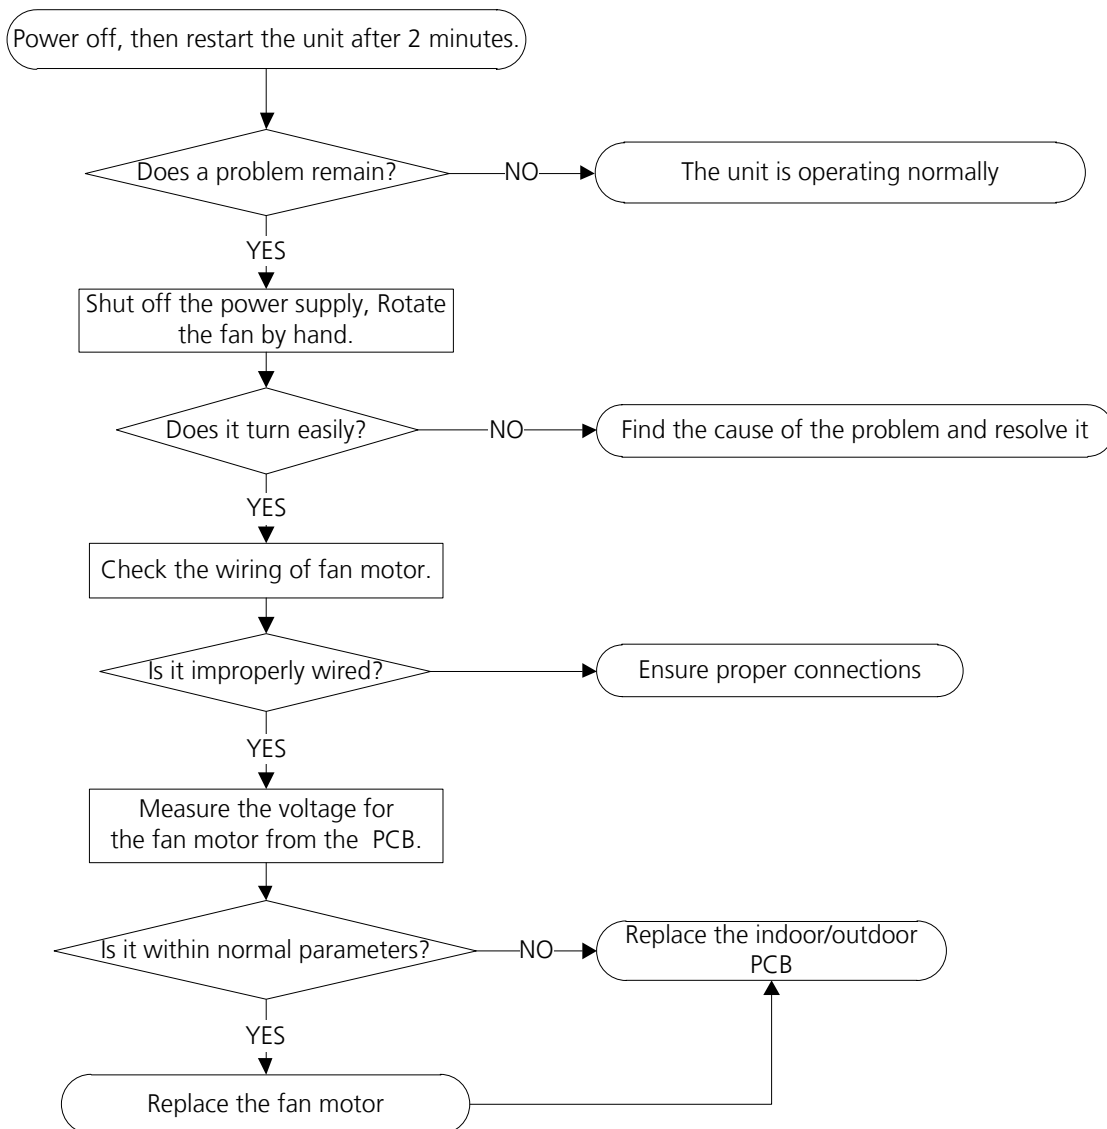 Power off, then restart the unit after 2 minutes.
Does a problem remain?
NO
The unit is operating normally
YES
Shut off the power supply, Rotate
the fan by hand.
Does it turn easily?
NO
Find the cause of the problem and resolve it
YES
Check the wiring of fan motor.
Is it improperly wired?
Ensure proper connections
YES
Measure the voltage for
the fan motor from the PCB.
Is it within normal parameters?
NO
Replace the indoor/outdoor
PCB
YES
Replace the fan motor